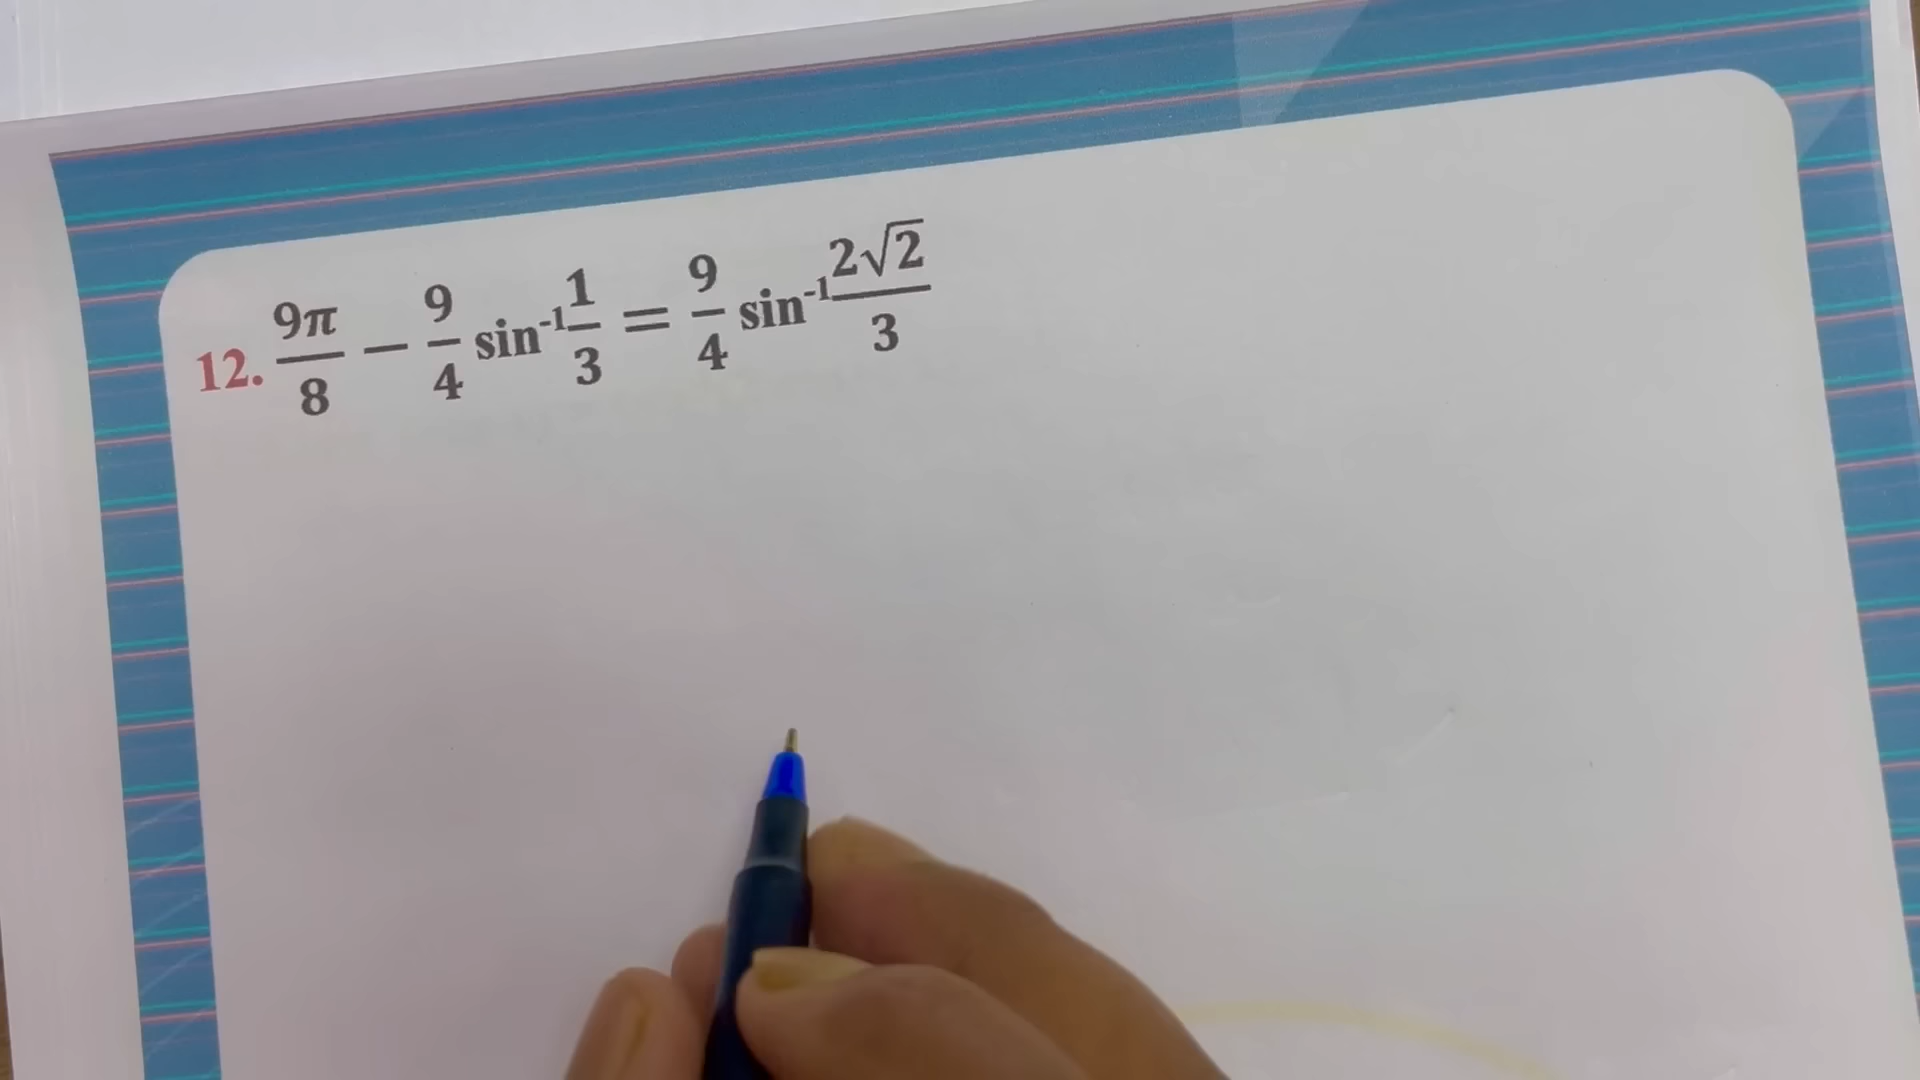 12. 9π/8 − 9/4 sin⁻¹ 1/3 = 9/4 sin⁻¹ 2√2/3